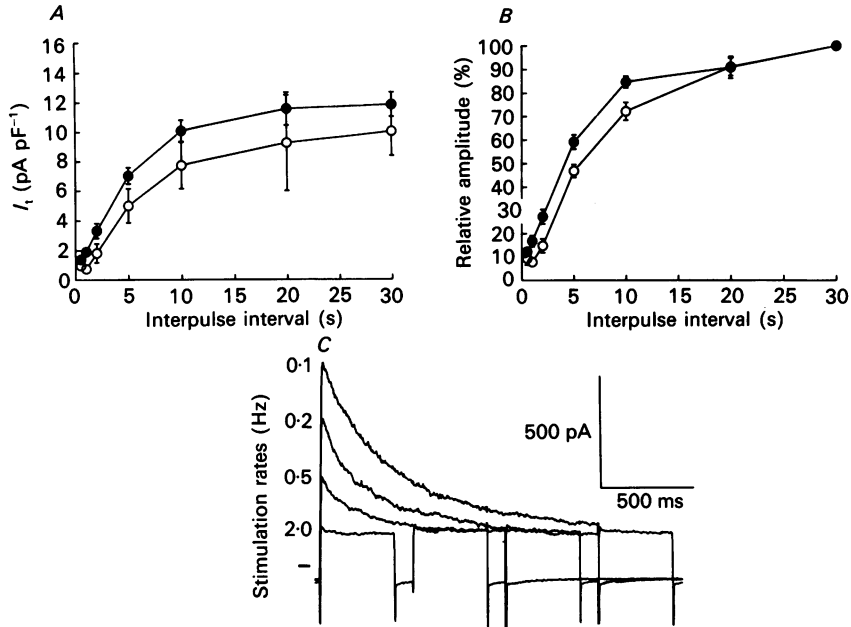 A
16
14
12
10
8
6
4
2
0
It (pA pF⁻¹)
0 5 10 15 20 25 30
Interpulse interval (s)
B
100
90
80
70
60
50
40
30
20
10
0
Relative amplitude (%)
0 5 10 15 20 25 30
Interpulse interval (s)
C
0·1
0·2
0·5
2·0
Stimulation rates (Hz)
500 pA
500 ms